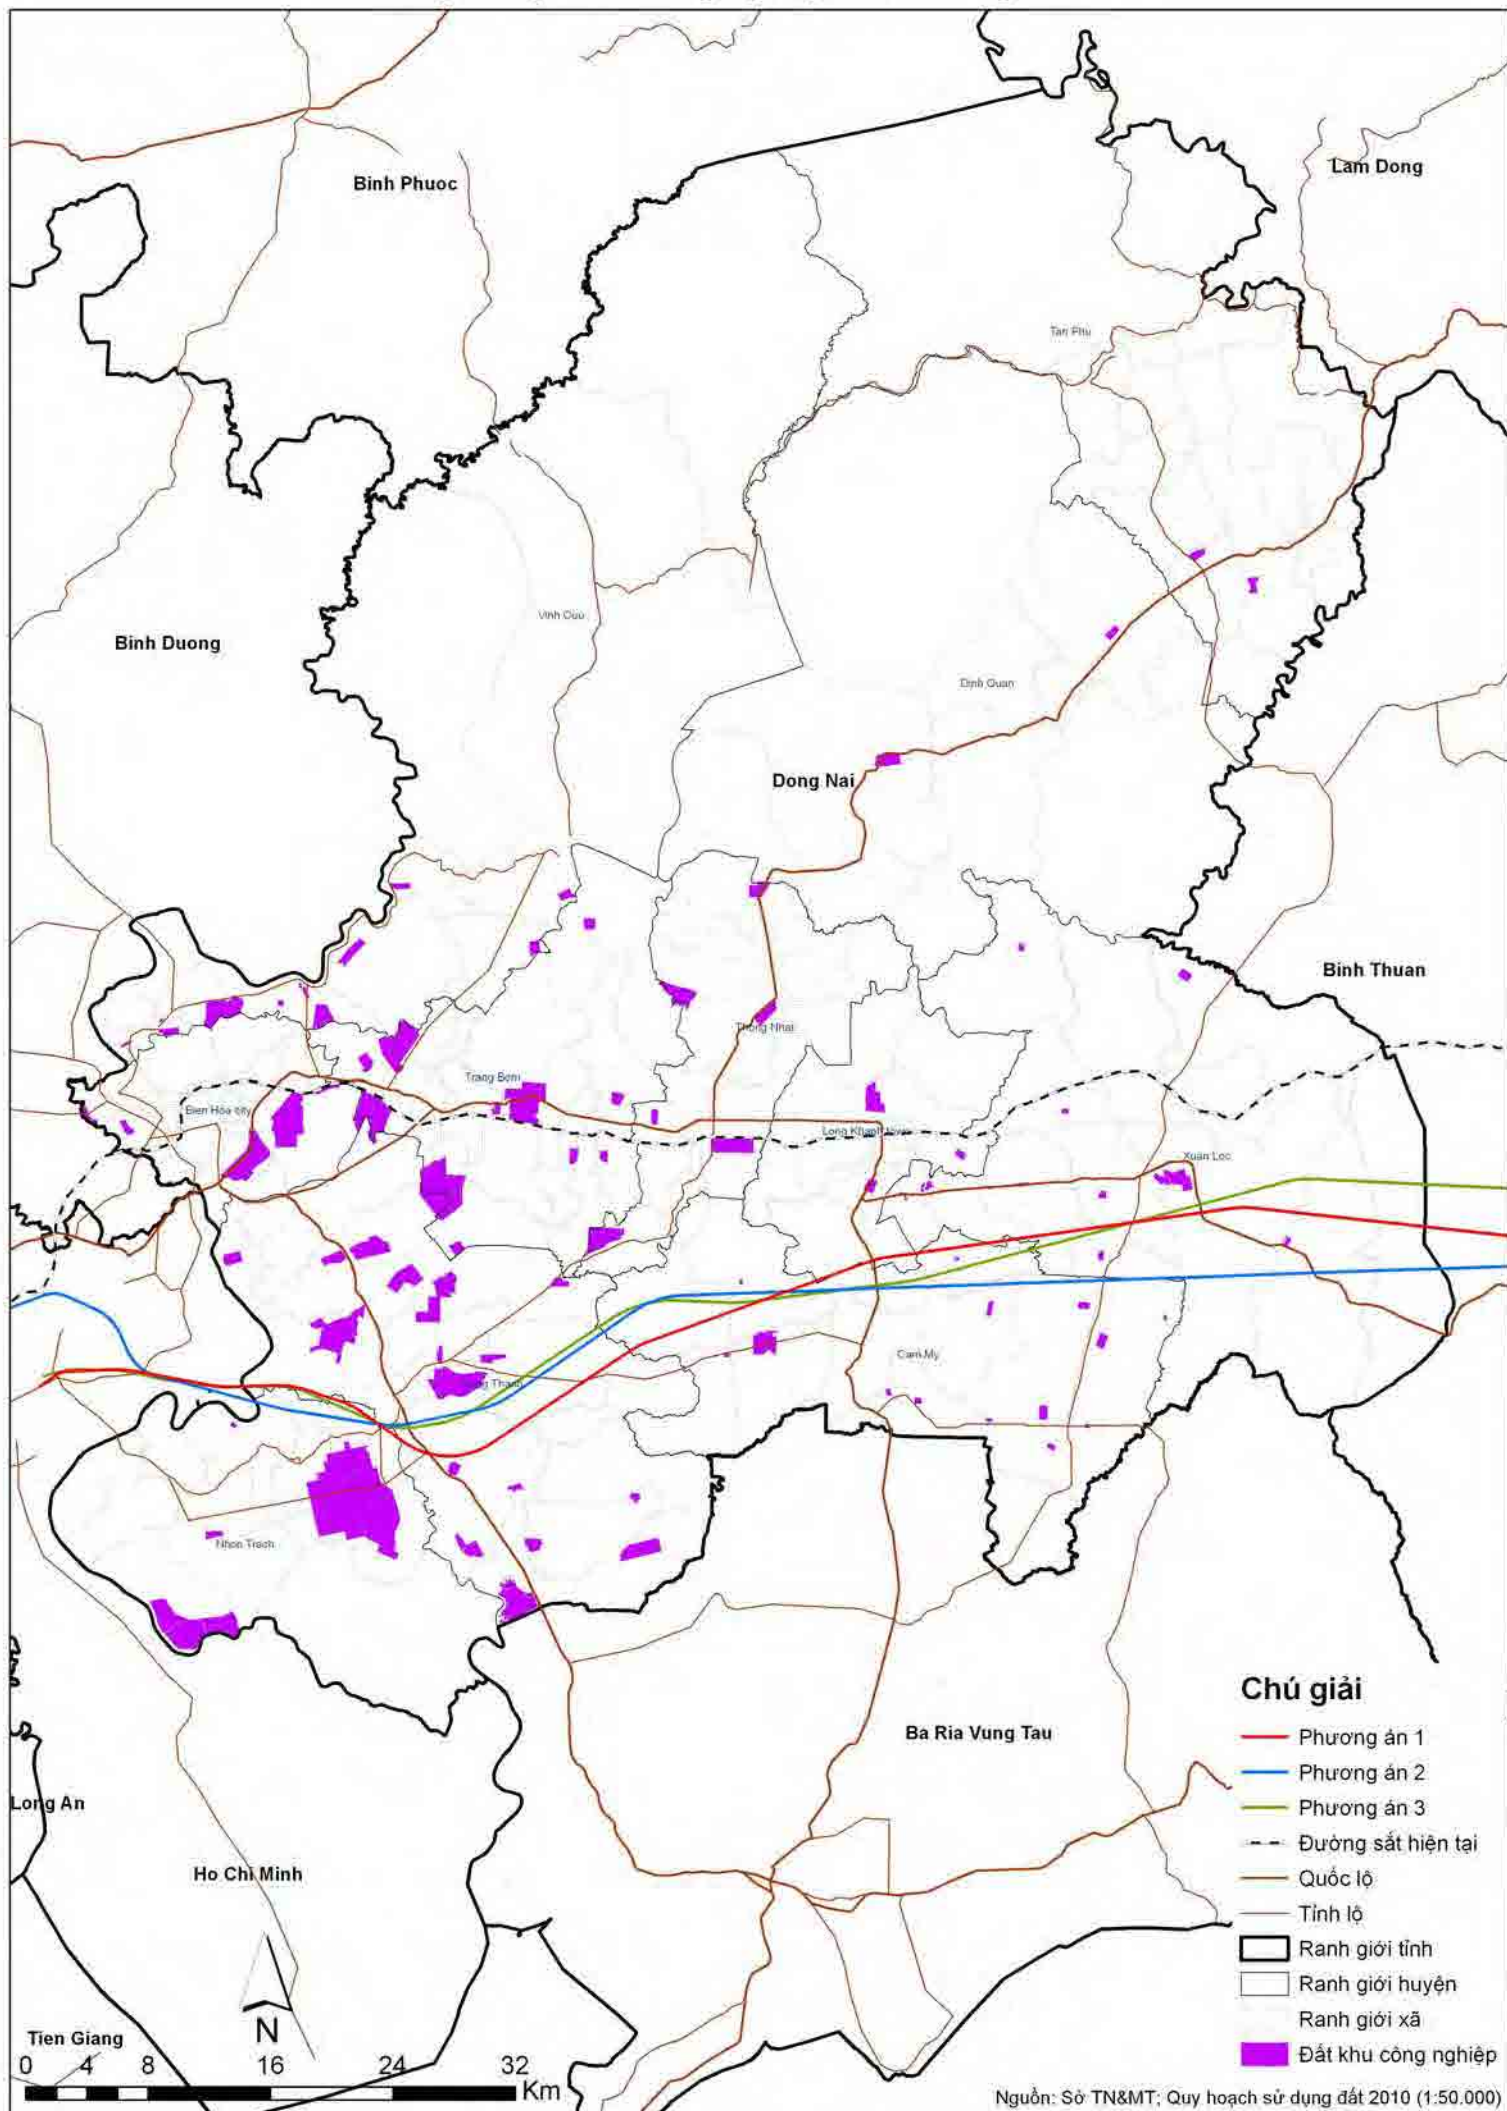 Binh Phuoc
Lam Dong
Tan Phu
Vinh Cuu
Binh Duong
Dinh Quan
Dong Nai
Binh Thuan
Thong Nhat
Trang Bom
Bien Hoa city
Long Khanh
Xuan Loc
Cam My
Thanh
Nhon Trach
Chú giải
Phương án 1
Phương án 2
Phương án 3
Đường sắt hiện tại
Quốc lộ
Tỉnh lộ
Ranh giới tỉnh
Ranh giới huyện
Ranh giới xã
Đất khu công nghiệp
Ba Ria Vung Tau
Long An
Ho Chi Minh
Tien Giang
N
0 4 8 16 24 32
Km
Nguồn: Sở TN&MT; Quy hoạch sử dụng đất 2010 (1:50.000)